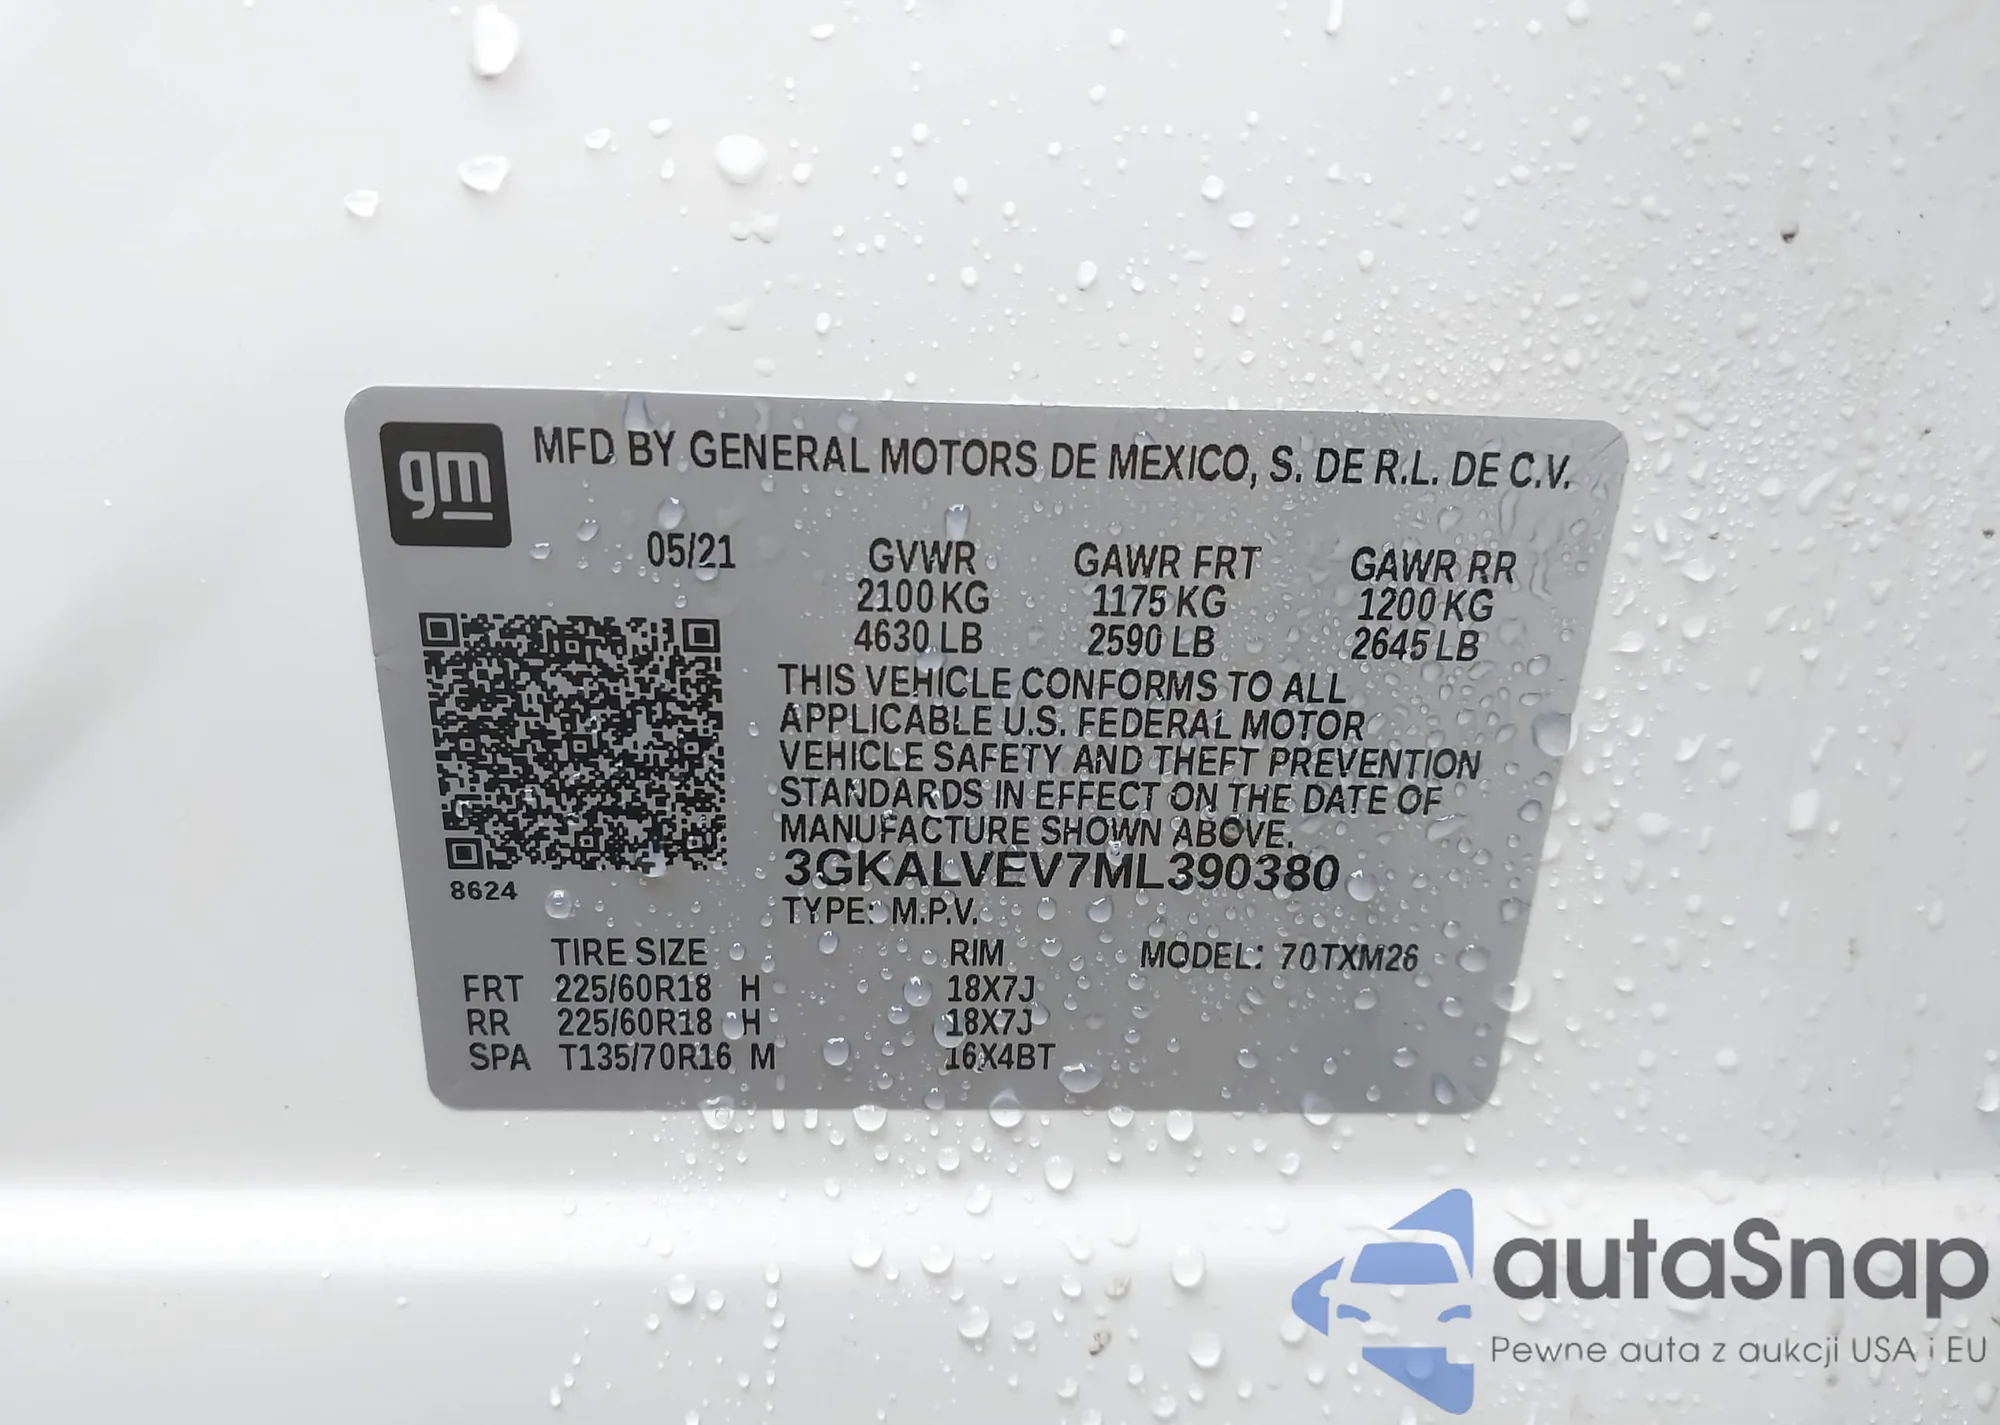 gm
MFD BY GENERAL MOTORS DE MEXICO, S. DE R.L. DE C.V.
05/21 GVWR GAWR FRT GAWR RR
2100 KG 1175 KG 1200 KG
4630 LB 2590 LB 2645 LB
THIS VEHICLE CONFORMS TO ALL
APPLICABLE U.S. FEDERAL MOTOR
VEHICLE SAFETY AND THEFT PREVENTION
STANDARDS IN EFFECT ON THE DATE OF
MANUFACTURE SHOWN ABOVE.
3GKALVEV7ML390380
8624
TYPE: M.P.V.
TIRE SIZE RIM MODEL: 70TXM26
FRT 225/60R18 H 18X7J
RR 225/60R18 H 18X7J
SPA T135/70R16 M 16X4BT
autaSnap
Pewne auta z aukcji USA i EU